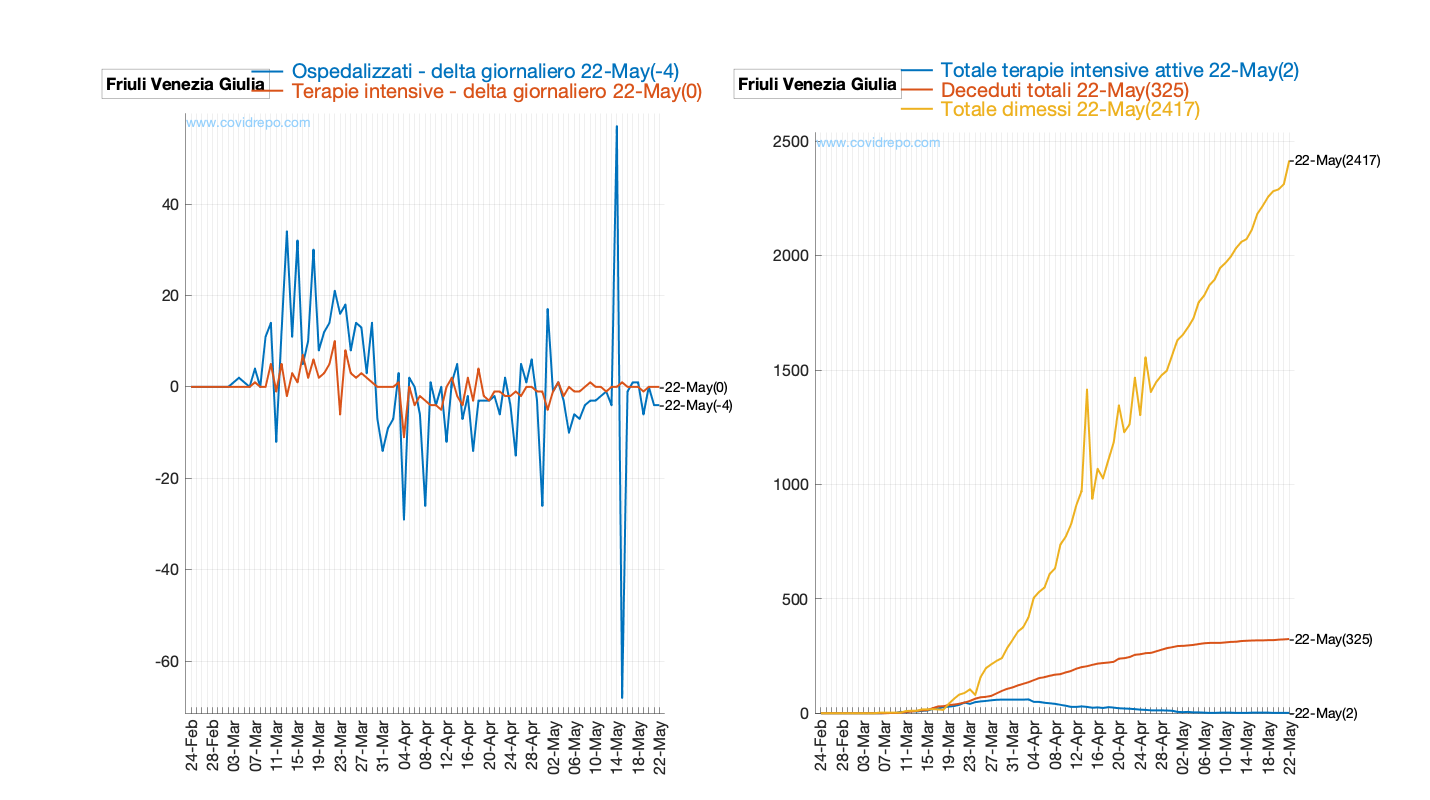 Friuli Venezia Giulia
Ospedalizzati - delta giornaliero 22-May(-4)
Terapie intensive - delta giornaliero 22-May(0)
www.covidrepo.com
40
20
0
-20
-40
-60
22-May(0)
22-May(-4)
24-Feb
28-Feb
03-Mar
07-Mar
11-Mar
15-Mar
19-Mar
23-Mar
27-Mar
31-Mar
04-Apr
08-Apr
12-Apr
16-Apr
20-Apr
24-Apr
28-Apr
02-May
06-May
10-May
14-May
18-May
22-May
Friuli Venezia Giulia
Totale terapie intensive attive 22-May(2)
Deceduti totali 22-May(325)
Totale dimessi 22-May(2417)
www.covidrepo.com
2500
2000
1500
1000
500
0
22-May(2417)
22-May(325)
22-May(2)
24-Feb
28-Feb
03-Mar
07-Mar
11-Mar
15-Mar
19-Mar
23-Mar
27-Mar
31-Mar
04-Apr
08-Apr
12-Apr
16-Apr
20-Apr
24-Apr
28-Apr
02-May
06-May
10-May
14-May
18-May
22-May